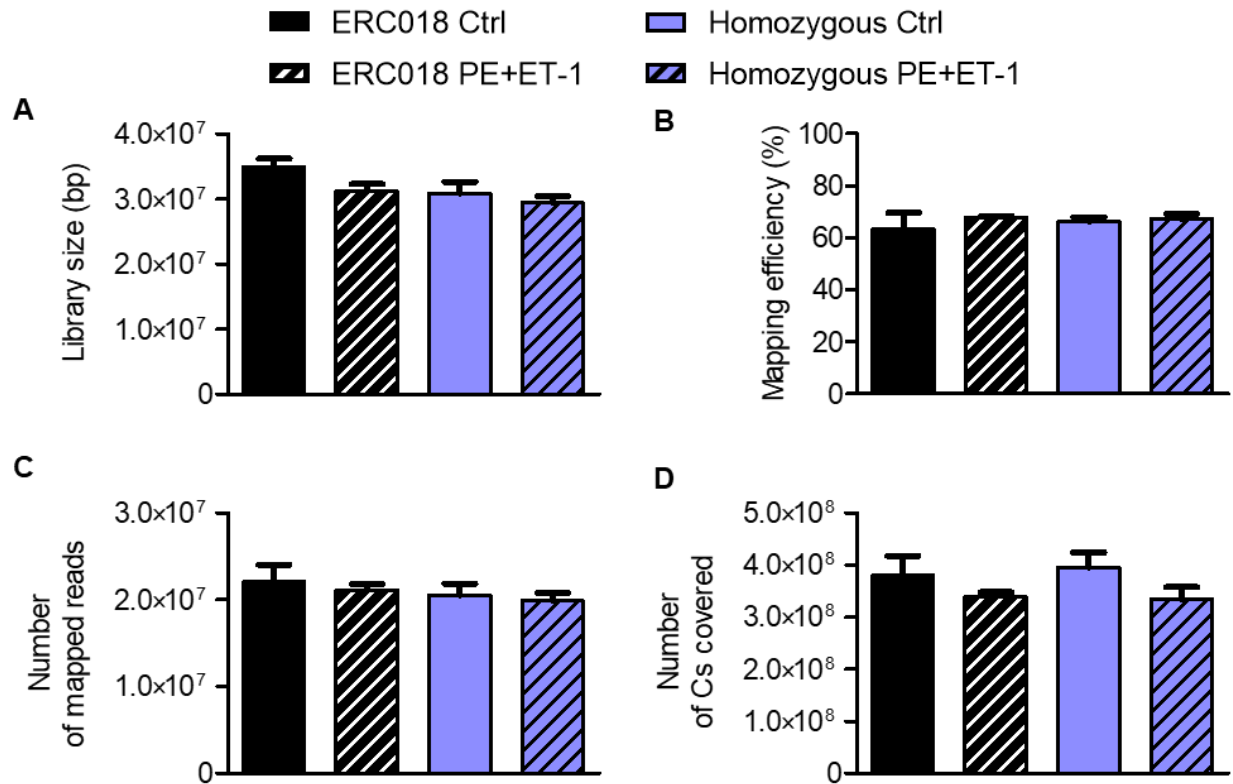 ERC018 Ctrl
Homozygous Ctrl
ERC018 PE+ET-1
Homozygous PE+ET-1
A
Library size (bp)
4.0×10⁷
3.0×10⁷
2.0×10⁷
1.0×10⁷
0
B
Mapping efficiency (%)
100
80
60
40
20
0
C
Number
of mapped reads
3.0×10⁷
2.0×10⁷
1.0×10⁷
0
D
Number
of Cs covered
5.0×10⁸
4.0×10⁸
3.0×10⁸
2.0×10⁸
1.0×10⁸
0